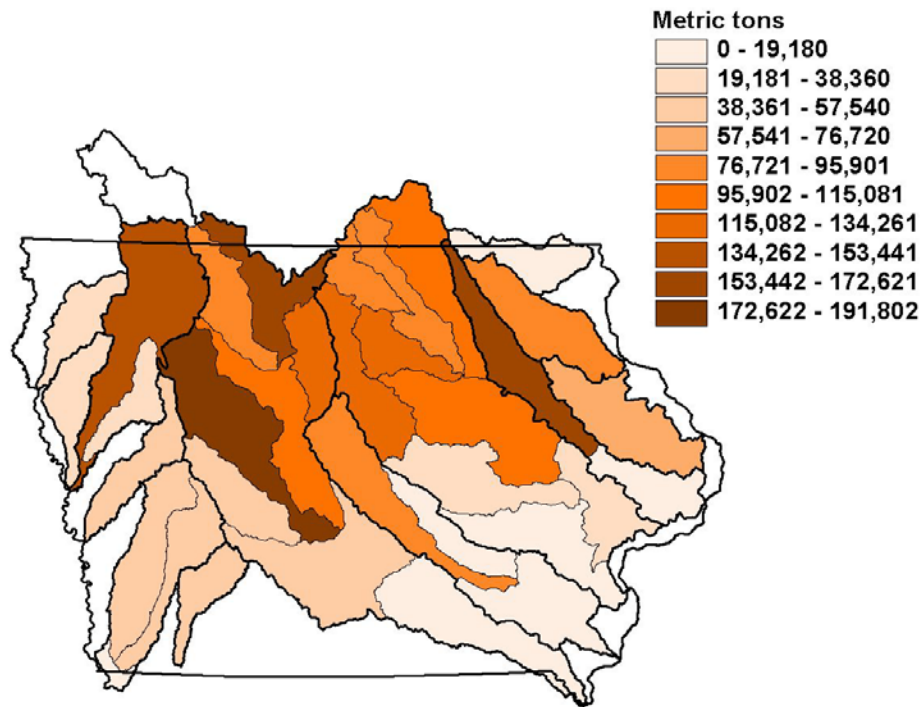 Metric tons
0 - 19,180
19,181 - 38,360
38,361 - 57,540
57,541 - 76,720
76,721 - 95,901
95,902 - 115,081
115,082 - 134,261
134,262 - 153,441
153,442 - 172,621
172,622 - 191,802